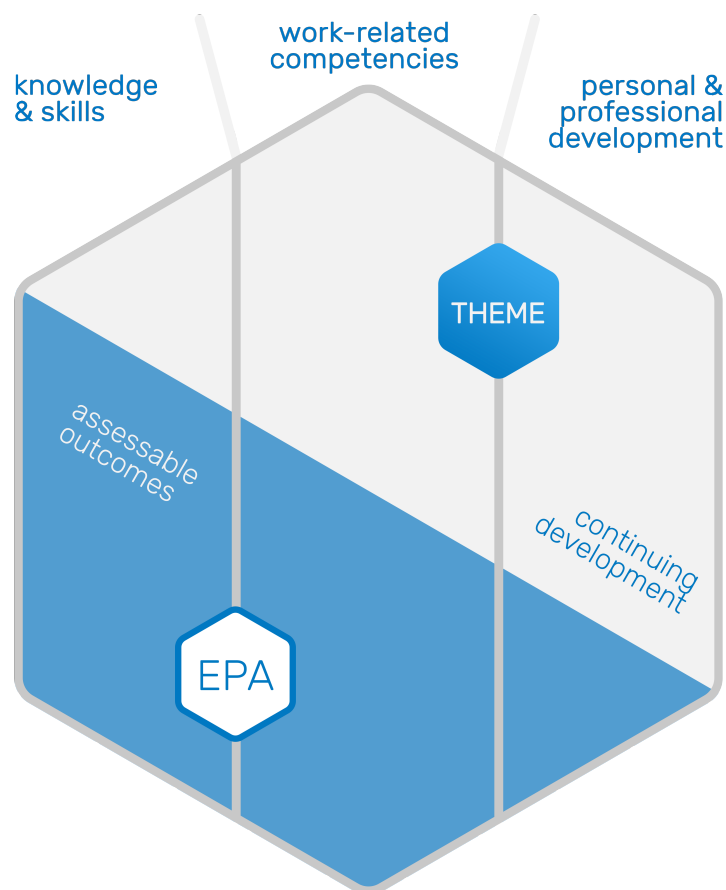 work-related
competencies
knowledge
& skills
personal &
professional
development
THEME
assessable
outcomes
continuing
development
EPA